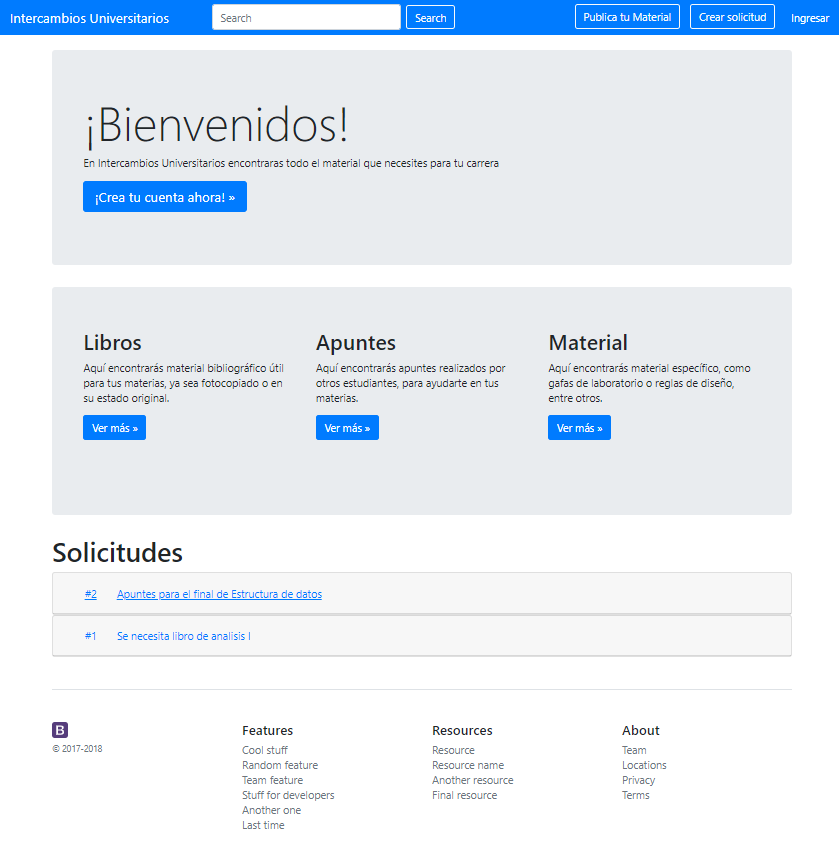 Intercambios Universitarios Search Search Publica tu Material Crear solicitud Ingresar
¡Bienvenidos!
En Intercambios Universitarios encontraras todo el material que necesites para tu carrera
¡Crea tu cuenta ahora! »
Libros
Aquí encontrarás material bibliográfico útil
para tus materias, ya sea fotocopiado o en
su estado original.
Ver más »
Apuntes
Aquí encontrarás apuntes realizados por
otros estudiantes, para ayudarte en tus
materias.
Ver más »
Material
Aquí encontrarás material específico, como
gafas de laboratorio o reglas de diseño,
entre otros.
Ver más »
Solicitudes
#2 Apuntes para el final de Estructura de datos
#1 Se necesita libro de analisis I
B
© 2017-2018
Features
Cool stuff
Random feature
Team feature
Stuff for developers
Another one
Last time
Resources
Resource
Resource name
Another resource
Final resource
About
Team
Locations
Privacy
Terms